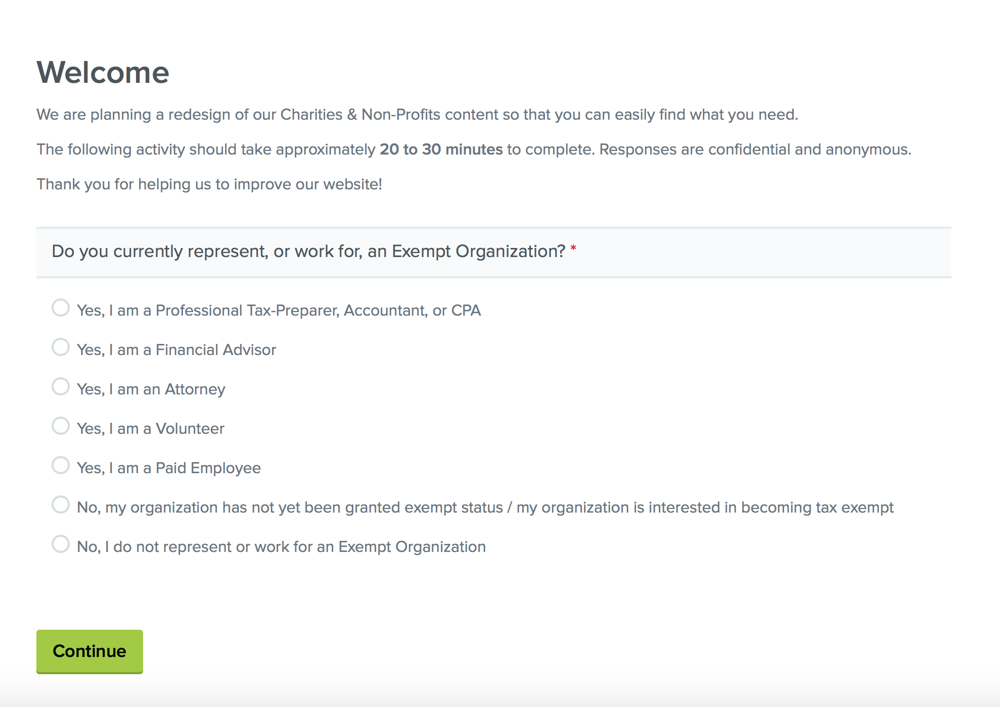 Welcome
We are planning a redesign of our Charities & Non-Profits content so that you can easily find what you need.
The following activity should take approximately 20 to 30 minutes to complete. Responses are confidential and anonymous.
Thank you for helping us to improve our website!
Do you currently represent, or work for, an Exempt Organization? *
Yes, I am a Professional Tax-Preparer, Accountant, or CPA
Yes, I am a Financial Advisor
Yes, I am an Attorney
Yes, I am a Volunteer
Yes, I am a Paid Employee
No, my organization has not yet been granted exempt status / my organization is interested in becoming tax exempt
No, I do not represent or work for an Exempt Organization
Continue